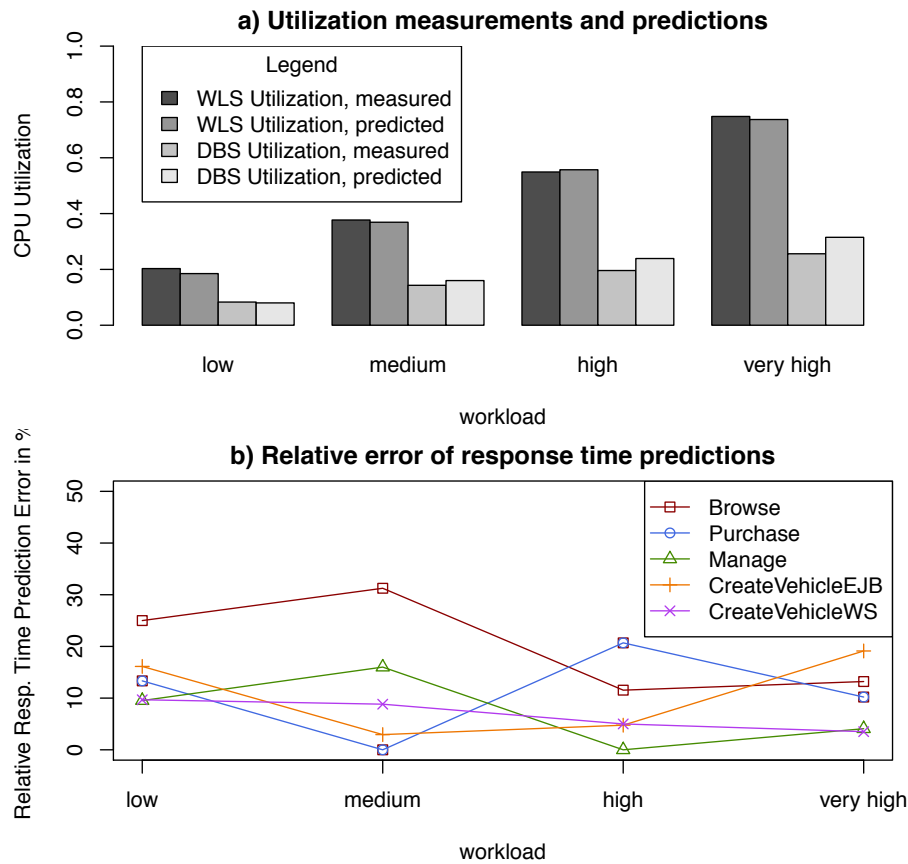 a) Utilization measurements and predictions
CPU Utilization
1.0
0.8
0.6
0.4
0.2
0.0
Legend
WLS Utilization, measured
WLS Utilization, predicted
DBS Utilization, measured
DBS Utilization, predicted
low medium high very high
workload
b) Relative error of response time predictions
Relative Resp. Time Prediction Error in %
50
40
30
20
10
0
Browse
Purchase
Manage
CreateVehicleEJB
CreateVehicleWS
low medium high very high
workload